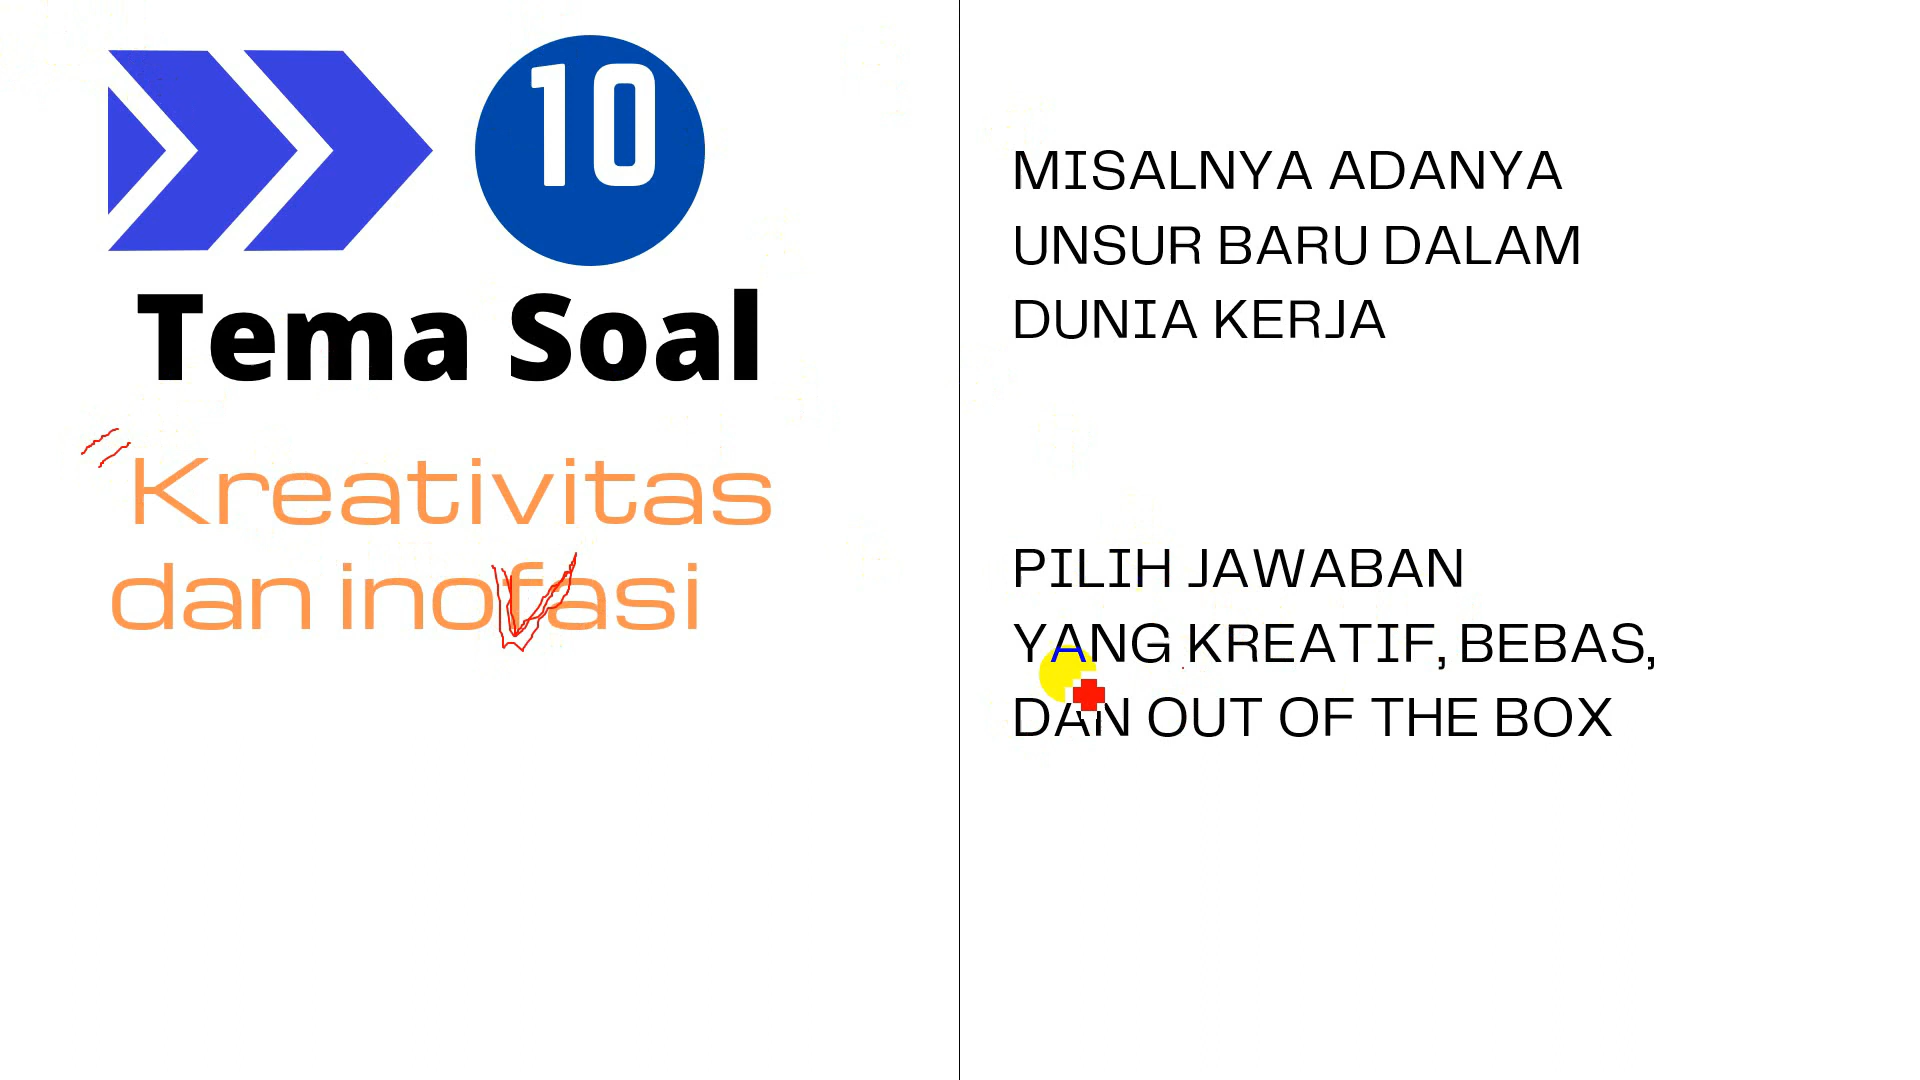 10
Tema Soal
Kreativitas
dan inofasi
MISALNYA ADANYA
UNSUR BARU DALAM
DUNIA KERJA
PILIH JAWABAN
YANG KREATIF, BEBAS,
DAN OUT OF THE BOX